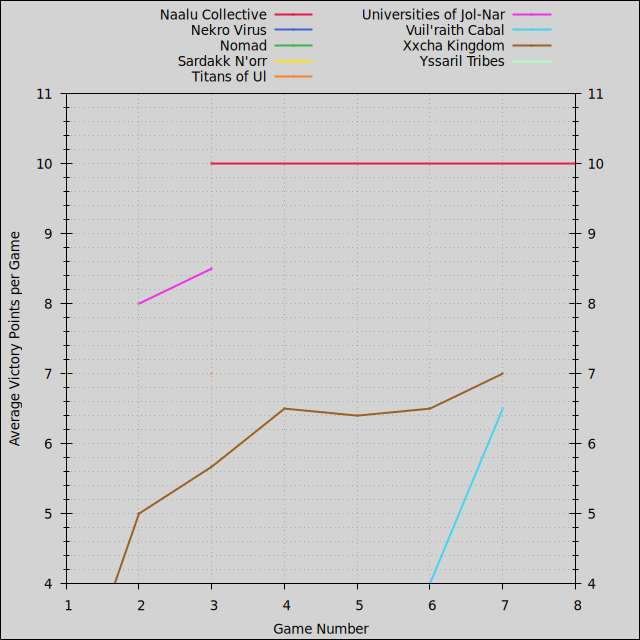 Naalu Collective
Nekro Virus
Nomad
Sardakk N'orr
Titans of Ul
Universities of Jol-Nar
Vuil'raith Cabal
Xxcha Kingdom
Yssaril Tribes
11 11
10 10
9 9
8 8
7 7
6 6
5 5
4 4
Average Victory Points per Game
1 2 3 4 5 6 7 8
Game Number